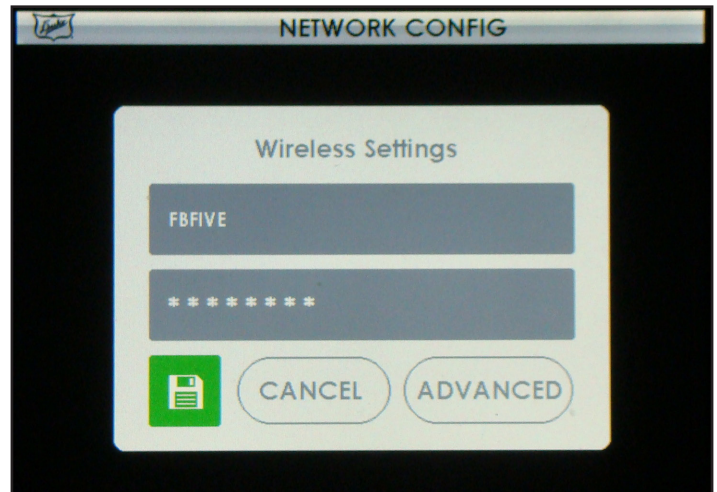 NETWORK CONFIG
Wireless Settings
FBFIVE
********
CANCEL
ADVANCED